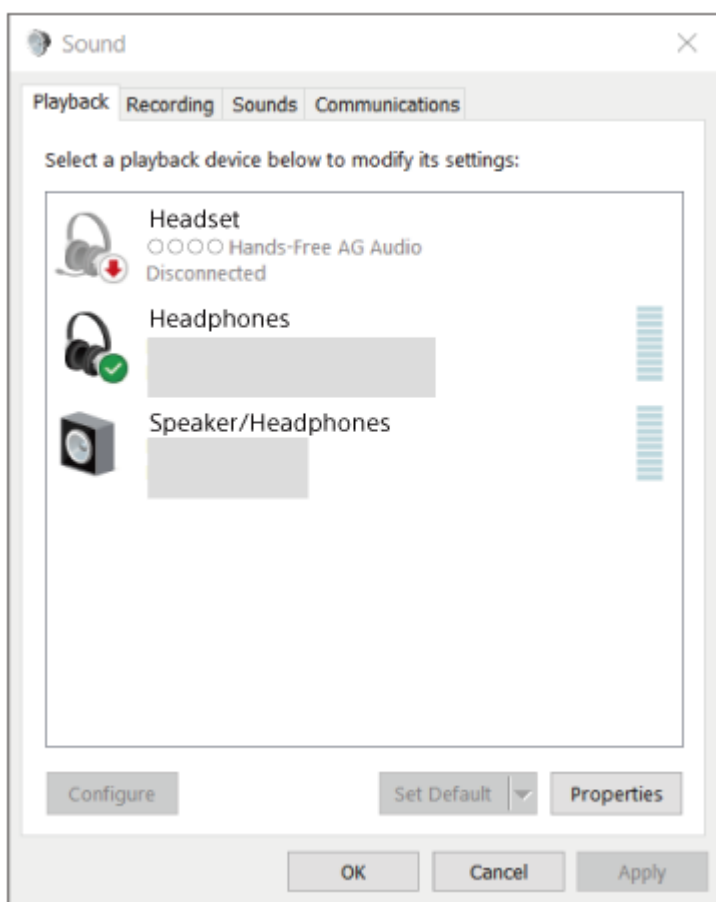 Sound
Playback Recording Sounds Communications
Select a playback device below to modify its settings:
Headset
○○○○ Hands-Free AG Audio
Disconnected
Headphones
Speaker/Headphones
Configure Set Default Properties
OK Cancel Apply